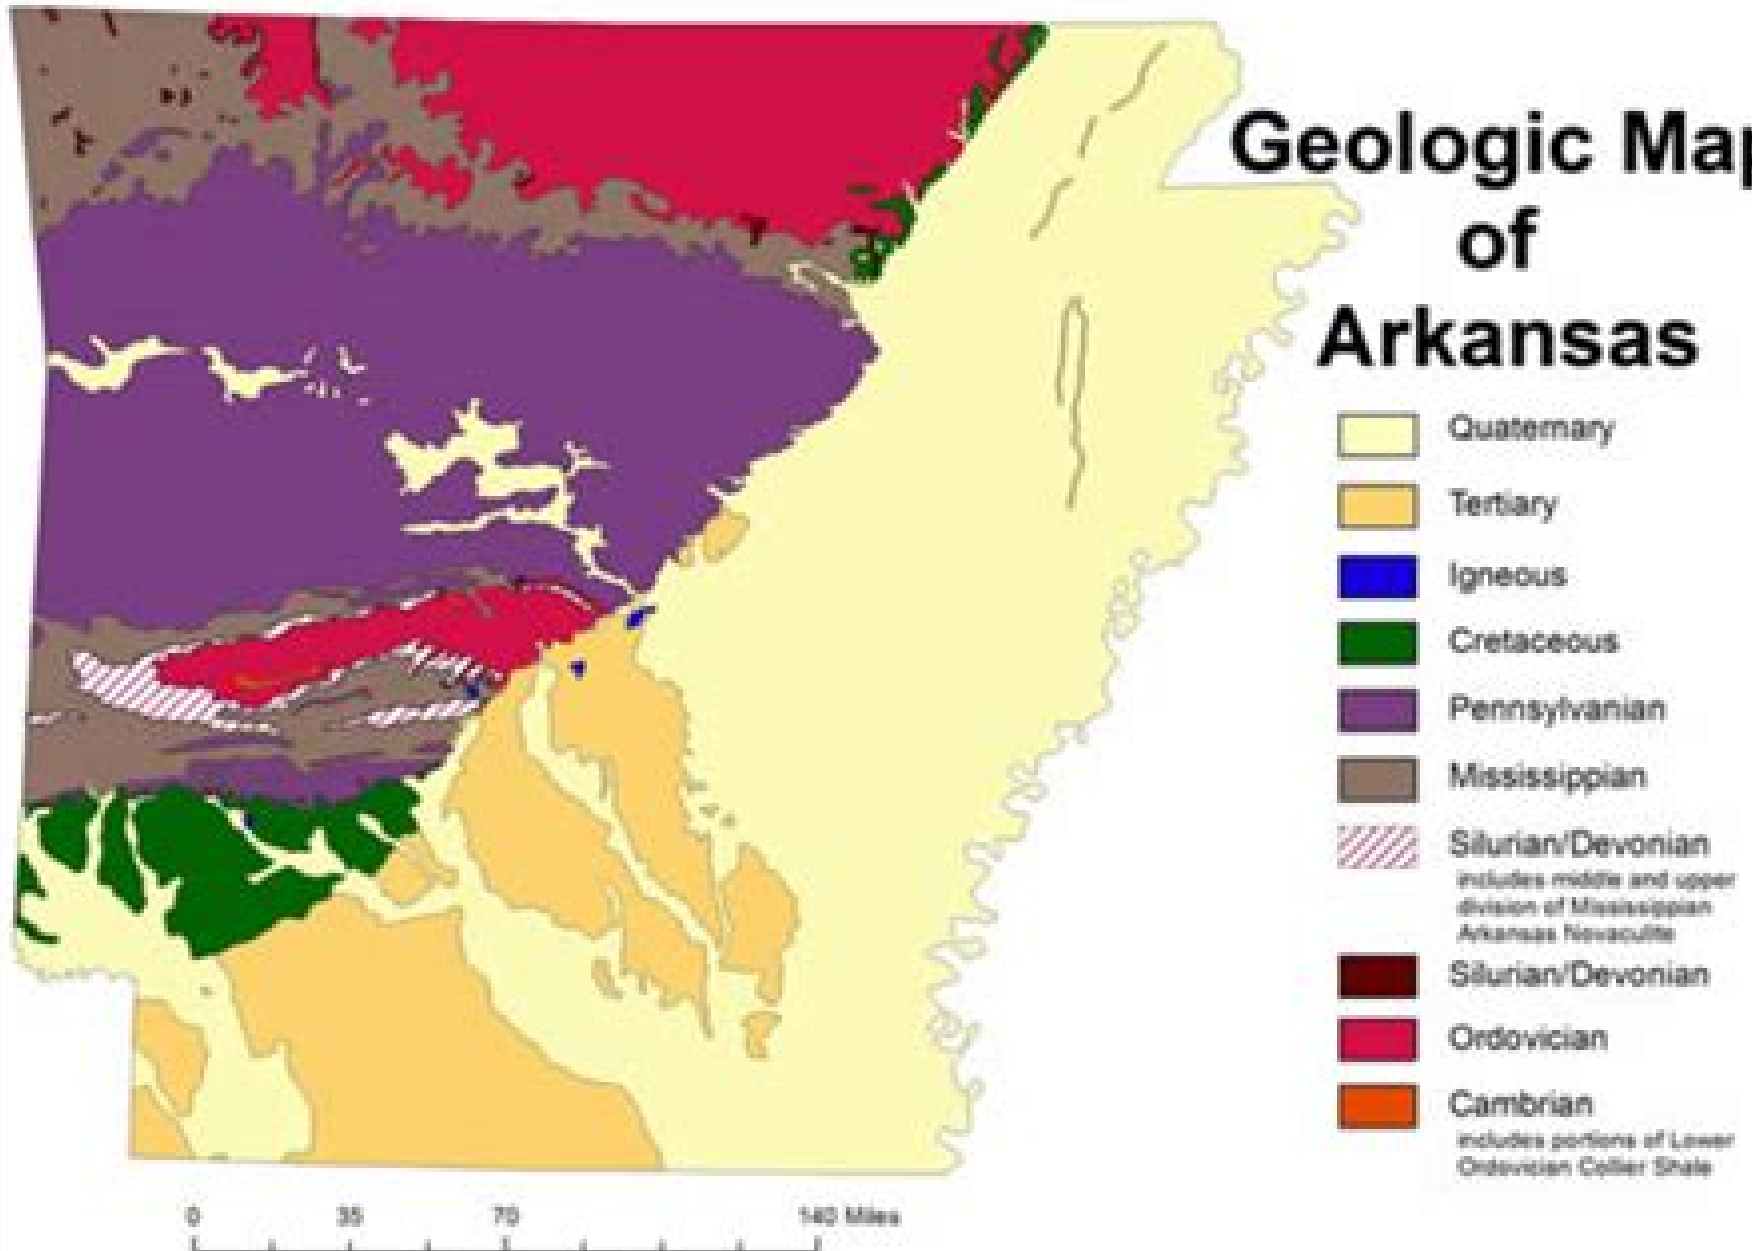 Geologic Map
of
Arkansas
Quaternary
Tertiary
Igneous
Cretaceous
Pennsylvanian
Mississippian
Silurian/Devonian
includes middle and upper
division of Mississippian
Arkansas Novaculite
Silurian/Devonian
Ordovician
Cambrian
includes portions of Lower
Ordovician Collier Shale
0 35 70 140 Miles